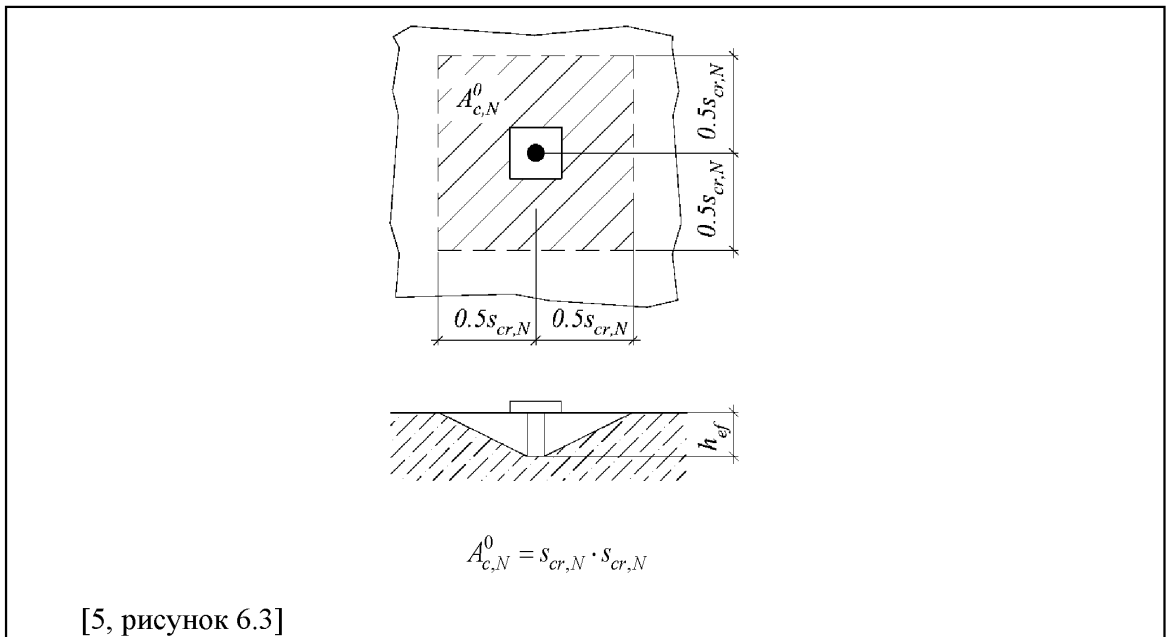 A⁰c,N
0.5scr,N
0.5scr,N
0.5scr,N 0.5scr,N
hef
A⁰c,N = scr,N · scr,N
[5, рисунок 6.3]